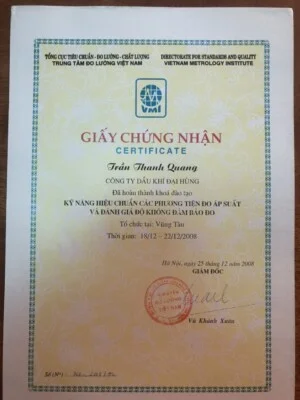 TỔNG CỤC TIÊU CHUẨN - ĐO LƯỜNG - CHẤT LƯỢNG
TRUNG TÂM ĐO LƯỜNG VIỆT NAM
DIRECTORATE FOR STANDARDS AND QUALITY
VIETNAM METROLOGY INSTITUTE
VMI
GIẤY CHỨNG NHẬN
CERTIFICATE
Trần Thanh Quang
CÔNG TY DẦU KHÍ ĐẠI HÙNG
Đã hoàn thành khoá đào tạo
KỸ NĂNG HIỆU CHUẨN CÁC PHƯƠNG TIỆN ĐO ÁP SUẤT
VÀ ĐÁNH GIÁ ĐỘ KHÔNG ĐẢM BẢO ĐO
Tổ chức tại: Vũng Tàu
Thời gian: 18/12 – 22/12/2008
Hà Nội, ngày 25 tháng 12 năm 2008
GIÁM ĐỐC
Vũ Khánh Xuân
Số (N°):